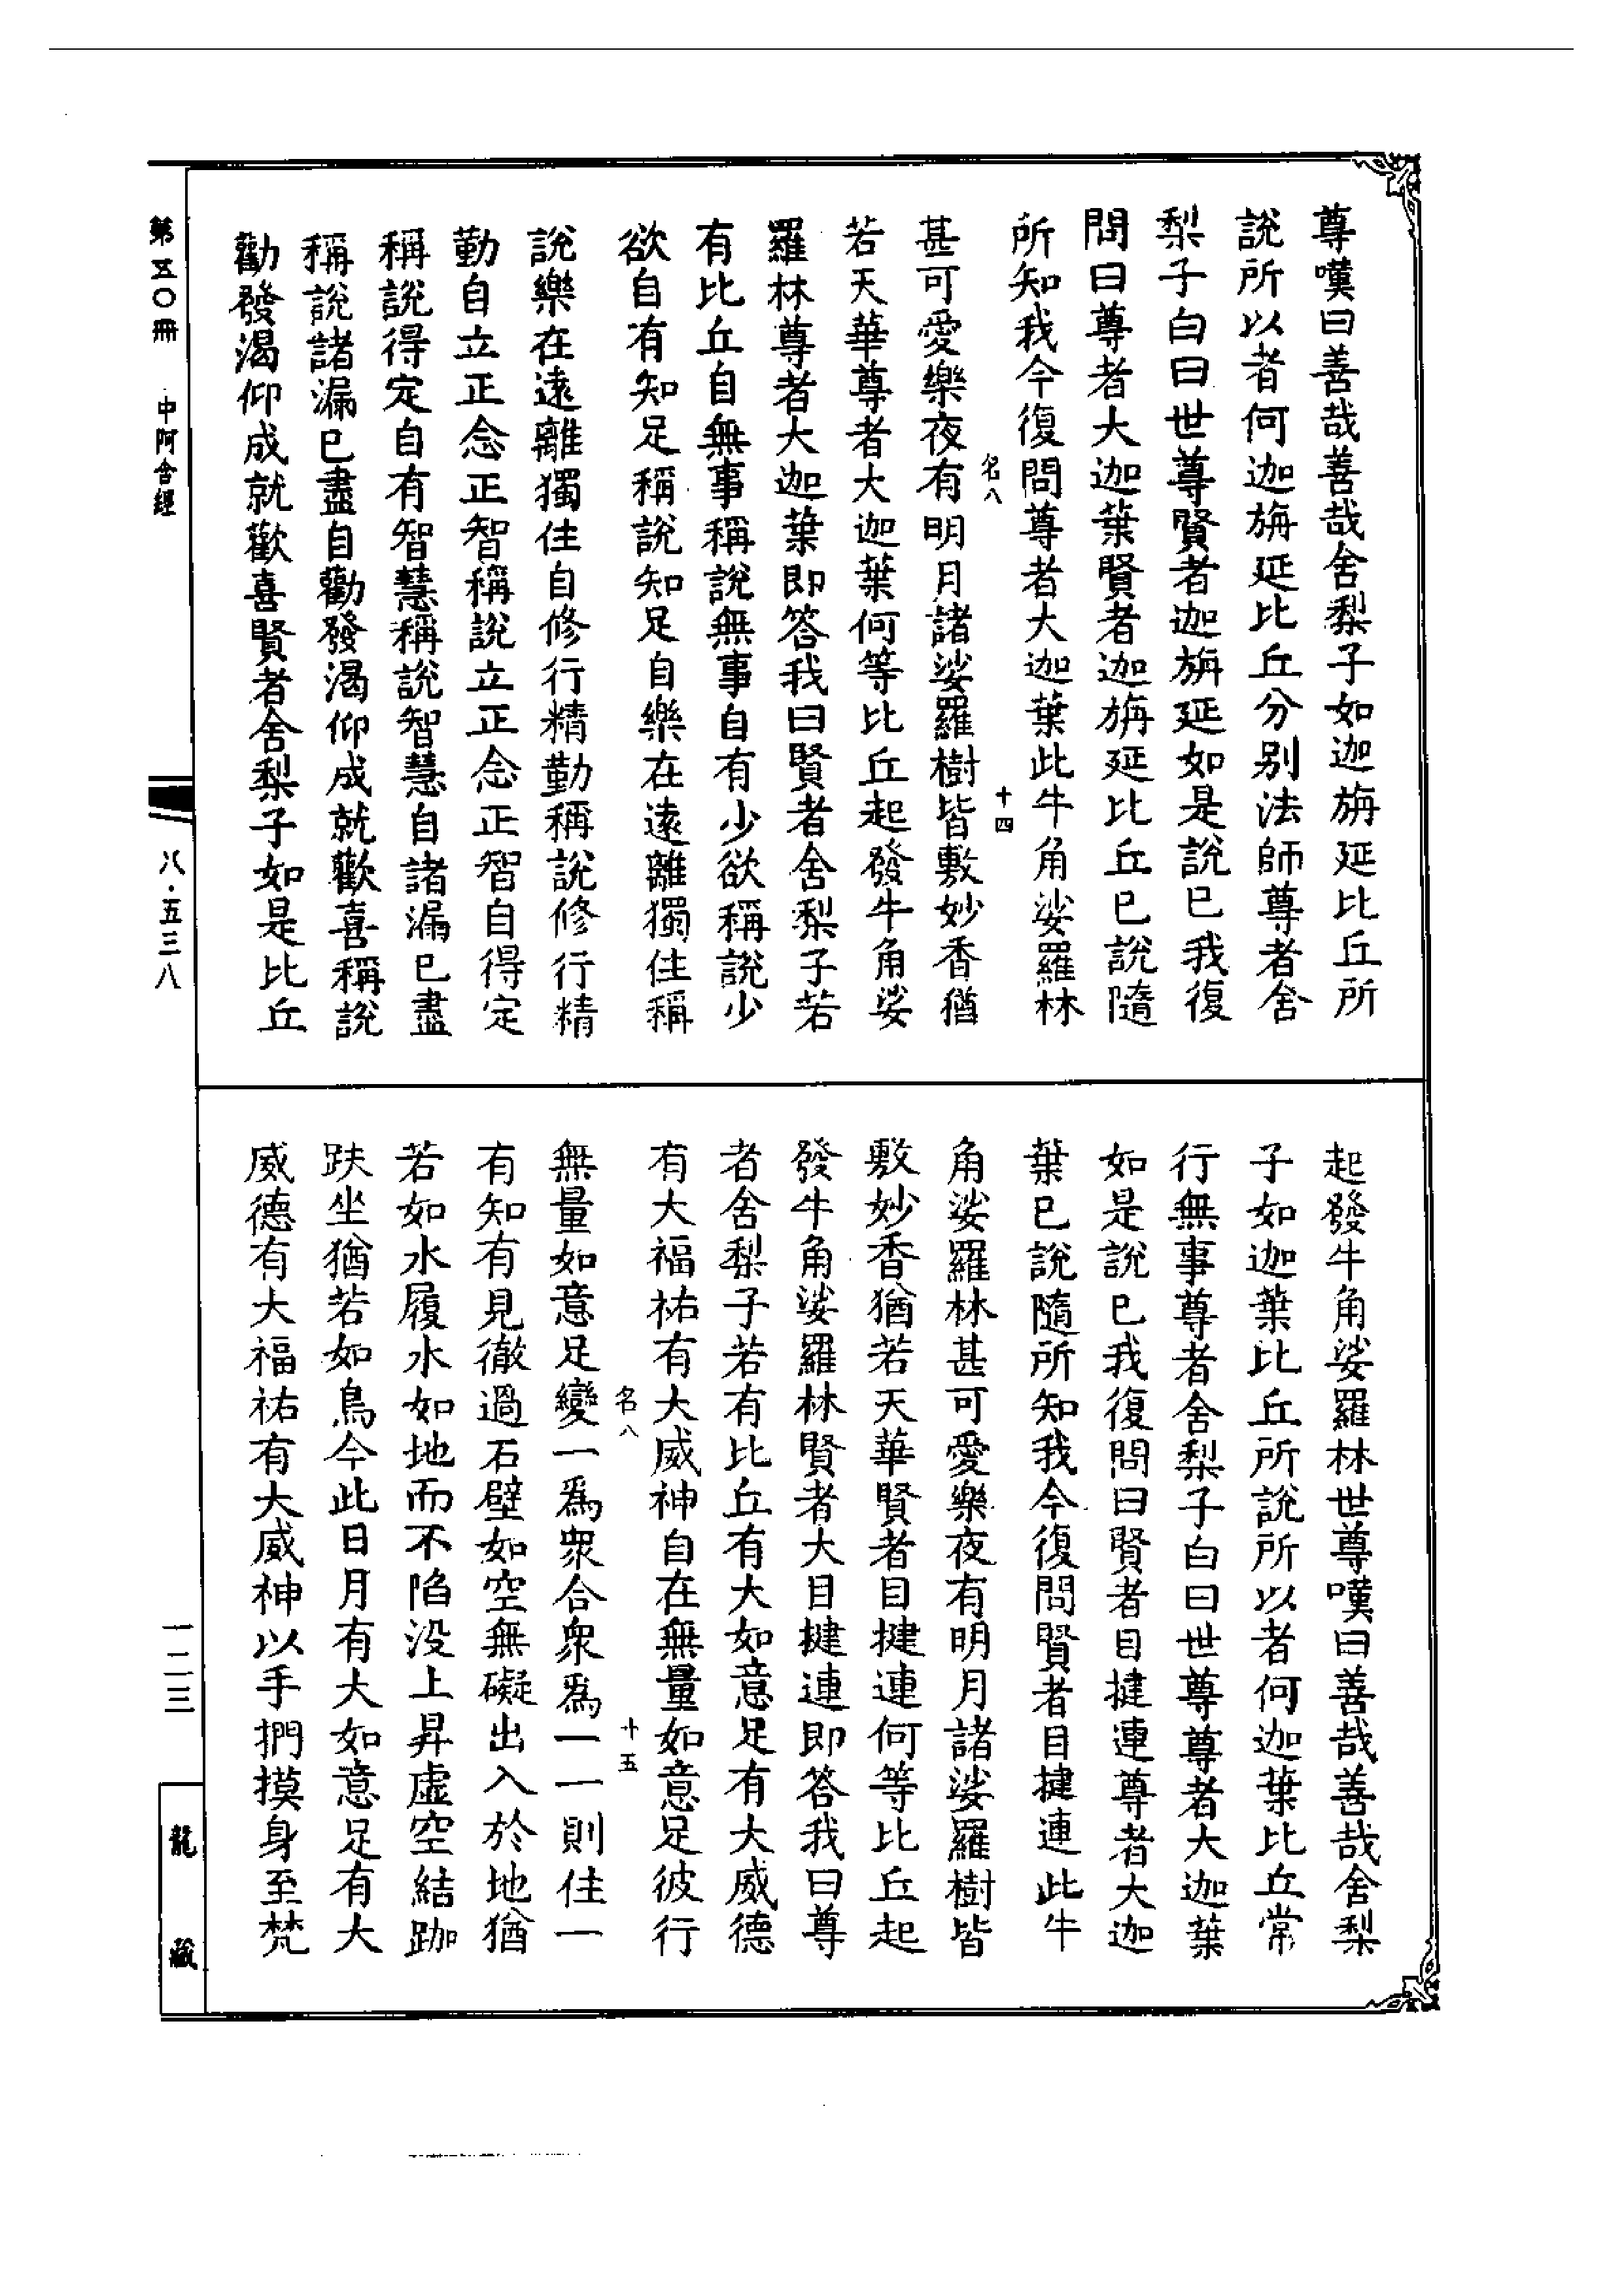 尊嘆曰善哉善哉舍梨子如迦旃延比丘所
說所以者何迦旃延比丘分別法師尊者舍
梨子白曰世尊賢者迦旃延如是說已我復
問曰尊者大迦葉賢者迦旃延比丘已說隨
所知我今復問尊者大迦葉此牛角娑羅林
名八 十四
甚可愛樂夜有明月諸娑羅樹皆敷妙香猶
若天華尊者大迦葉何等比丘起發牛角娑
羅林尊者大迦葉即答我曰賢者舍梨子若
有比丘自無事稱說無事自有少欲稱說少
欲自有知足稱說知足自樂在遠離獨住稱
說樂在遠離獨住自修行精勤稱說修行精
勤自立正念正智稱說立正念正智自得定
稱說得定自有智慧稱說智慧自諸漏已盡
稱說諸漏已盡自勸發渴仰成就歡喜稱說
勸發渴仰成就歡喜賢者舍梨子如是比丘
起發牛角娑羅林世尊嘆曰善哉善哉舍梨
子如迦葉比丘所說所以者何迦葉比丘常
行無事尊者舍梨子白曰世尊尊者大迦葉
如是說已我復問曰賢者目揵連尊者大迦
葉已說隨所知我今復問賢者目揵連此牛
角娑羅林甚可愛樂夜有明月諸娑羅樹皆
敷妙香猶若天華賢者目揵連何等比丘起
發牛角娑羅林賢者大目揵連即答我曰尊
者舍梨子若有比丘有大如意足有大威德
有大福祐有大威神自在無量如意足彼行
名八 十五
無量如意足變一為衆合衆為一一則住一
有知有見徹過石壁如空無礙出入於地猶
若如水履水如地而不陷没上昇虛空結跏
趺坐猶若如鳥今此日月有大如意足有大
威德有大福祐有大威神以手捫摸身至梵
第五〇冊 中阿含經
八·五三八
一二三
龍藏